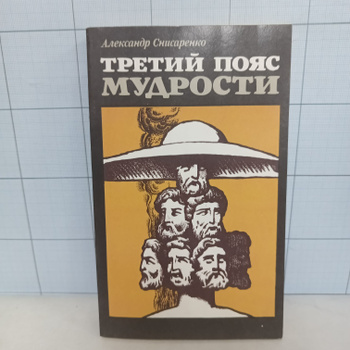 Александр Снисаренко
ТРЕТИЙ ПОЯС
МУДРОСТИ